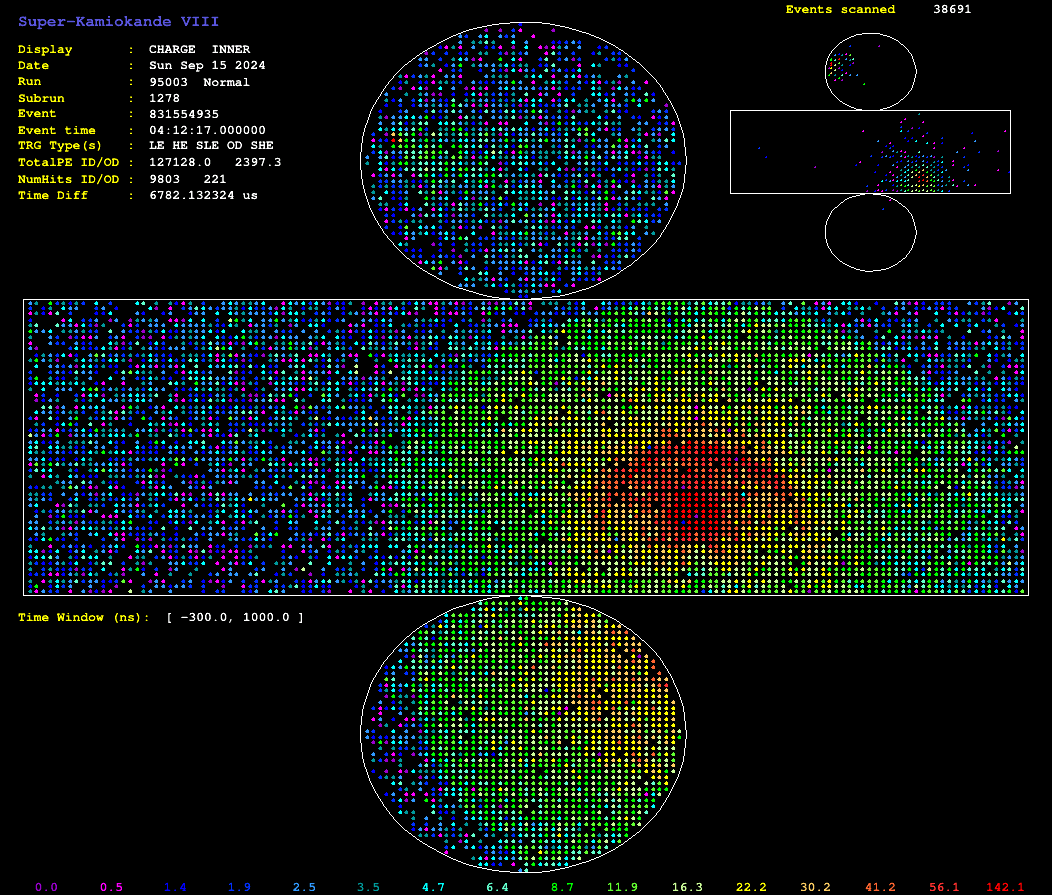 Super-Kamiokande VIII
Events scanned 38691
Display : CHARGE INNER
Date : Sun Sep 15 2024
Run : 95003 Normal
Subrun : 1278
Event : 831554935
Event time : 04:12:17.000000
TRG Type(s) : LE HE SLE OD SHE
TotalPE ID/OD : 127128.0 2397.3
NumHits ID/OD : 9803 221
Time Diff : 6782.132324 us
Time Window (ns): [ -300.0, 1000.0 ]
0.0 0.5 1.4 1.9 2.5 3.5 4.7 6.4 8.7 11.9 16.3 22.2 30.2 41.2 56.1 142.1